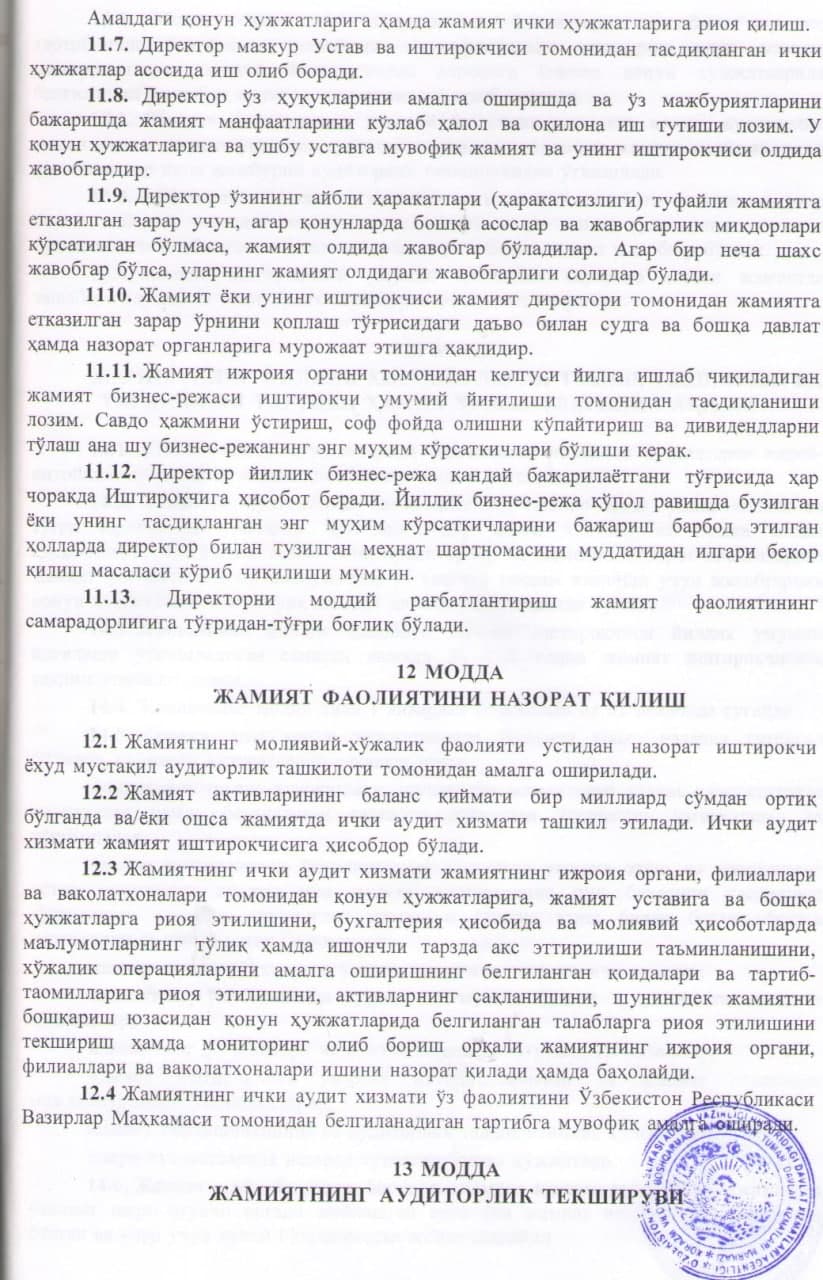 Амалдаги қонун ҳужжатларига ҳамда жамият ички ҳужжатларига риоя қилиш.
11.7. Директор мазкур Устав ва иштирокчиси томонидан тасдиқланган ички
ҳужжатлар асосида иш олиб боради.
11.8. Директор ўз ҳуқуқларини амалга оширишда ва ўз мажбуриятларини
бажаришда жамият манфаатларини кўзлаб ҳалол ва оқилона иш тутиши лозим. У
қонун ҳужжатларига ва ушбу уставга мувофиқ жамият ва унинг иштирокчиси олдида
жавобгардир.
11.9. Директор ўзининг айбли ҳаракатлари (ҳаракатсизлиги) туфайли жамиятга
етказилган зарар учун, агар қонунларда бошқа асослар ва жавобгарлик миқдорлари
кўрсатилган бўлмаса, жамият олдида жавобгар бўладилар. Агар бир неча шахс
жавобгар бўлса, уларнинг жамият олдидаги жавобгарлиги солидар бўлади.
1110. Жамият ёки унинг иштирокчиси жамият директори томонидан жамиятга
етказилган зарар ўрнини қоплаш тўғрисидаги даъво билан судга ва бошқа давлат
ҳамда назорат органларига мурожаат этишга ҳақлидир.
11.11. Жамият ижроия органи томонидан келгуси йилга ишлаб чиқиладиган
жамият бизнес-режаси иштирокчи умумий йиғилиши томонидан тасдиқланиши
лозим. Савдо ҳажмини ўстириш, соф фойда олишни кўпайтириш ва дивидендларни
тўлаш ана шу бизнес-режанинг энг муҳим кўрсаткичлари бўлиши керак.
11.12. Директор йиллик бизнес-режа қандай бажарилаётгани тўғрисида ҳар
чоракда Иштирокчига ҳисобот беради. Йиллик бизнес-режа қўпол равишда бузилган
ёки унинг тасдиқланган энг муҳим кўрсаткичларини бажариш барбод этилган
ҳолларда директор билан тузилган меҳнат шартномасини муддатидан илгари бекор
қилиш масаласи кўриб чиқилиши мумкин.
11.13. Директорни моддий рағбатлантириш жамият фаолиятининг
самарадорлигига тўғридан-тўғри боғлиқ бўлади.
12 МОДДА
ЖАМИЯТ ФАОЛИЯТИНИ НАЗОРАТ ҚИЛИШ
12.1 Жамиятнинг молиявий-хўжалик фаолияти устидан назорат иштирокчи
ёхуд мустақил аудиторлик ташкилоти томонидан амалга оширилади.
12.2 Жамият активларининг баланс қиймати бир миллиард сўмдан ортиқ
бўлганда ва/ёки ошса жамиятда ички аудит хизмати ташкил этилади. Ички аудит
хизмати жамият иштирокчисига ҳисобдор бўлади.
12.3 Жамиятнинг ички аудит хизмати жамиятнинг ижроия органи, филиаллари
ва ваколатхоналари томонидан қонун ҳужжатларига, жамият уставига ва бошқа
ҳужжатларга риоя этилишини, бухгалтерия ҳисобида ва молиявий ҳисоботларда
маълумотларнинг тўлиқ ҳамда ишончли тарзда акс эттирилиши таъминланишини,
хўжалик операцияларини амалга оширишнинг белгиланган қоидалари ва тартиб-
таомилларига риоя этилишини, активларнинг сақланишини, шунингдек жамиятни
бошқариш юзасидан қонун ҳужжатларида белгиланган талабларга риоя этилишини
текшириш ҳамда мониторинг олиб бориш орқали жамиятнинг ижроия органи,
филиаллари ва ваколатхоналари ишини назорат қилади ҳамда баҳолайди.
12.4 Жамиятнинг ички аудит хизмати ўз фаолиятини Ўзбекистон Республикаси
Вазирлар Маҳкамаси томонидан белгиланадиган тартибга мувофиқ амалга оширади.
13 МОДДА
ЖАМИЯТНИНГ АУДИТОРЛИК ТЕКШИРУВИ